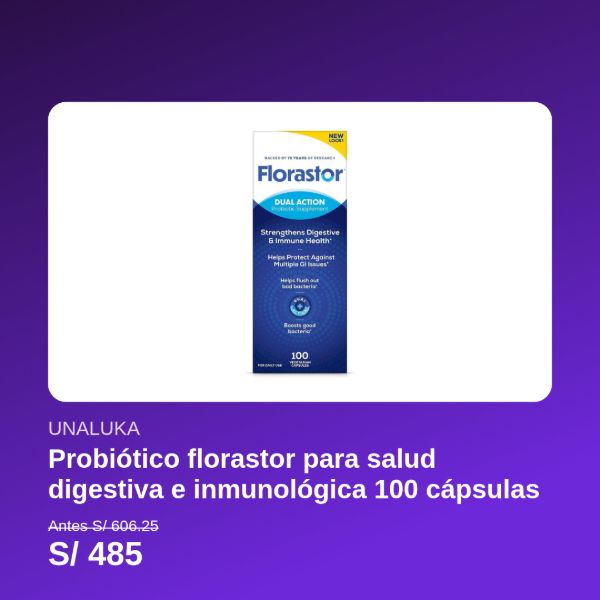 NEW
LOOK!
BACKED BY 70 YEARS OF RESEARCH
Florastor
DUAL ACTION
Probiotic Supplement
Strengthens Digestive
& Immune Health*
Helps Protect Against
Multiple GI Issues*
Helps flush out
bad bacteria*
Boosts good
bacteria*
FOR DAILY USE
100
VEGETARIAN
CAPSULES
UNALUKA
Probiótico florastor para salud
digestiva e inmunológica 100 cápsulas
Antes S/ 606.25
S/ 485